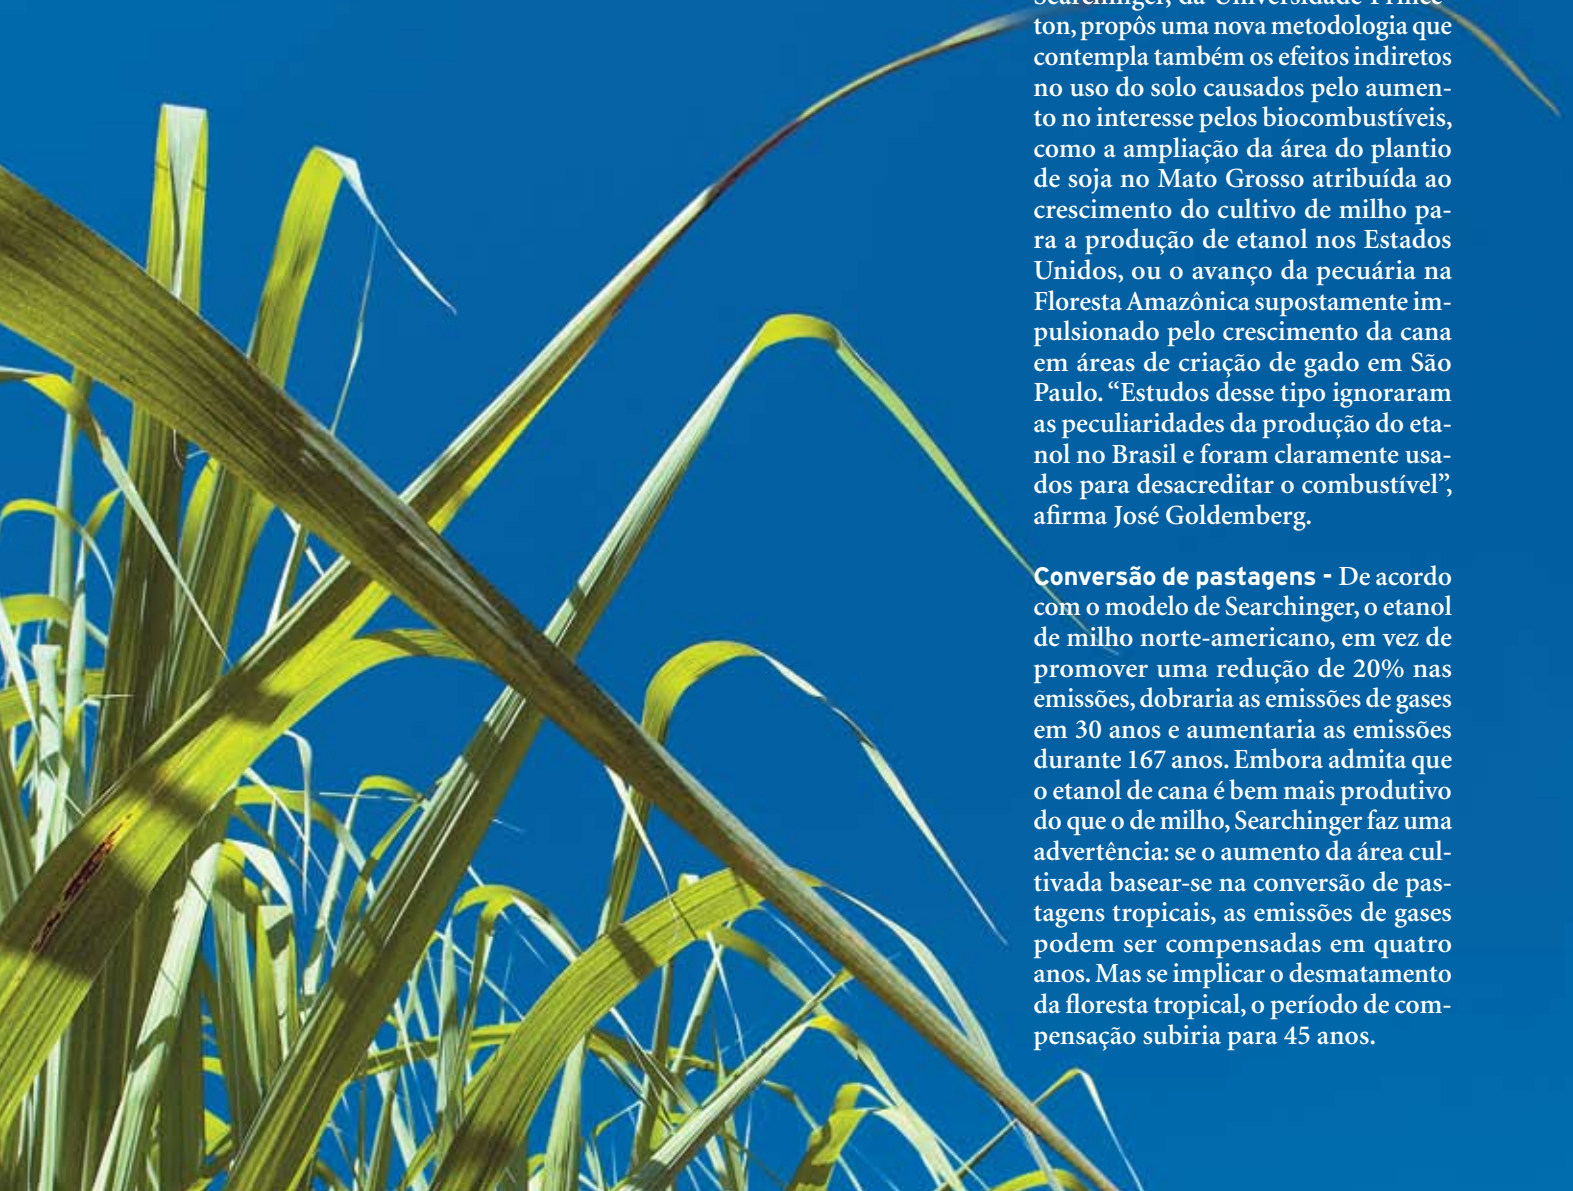 Searchinger, da Universidade Prince-
ton, propôs uma nova metodologia que
contempla também os efeitos indiretos
no uso do solo causados pelo aumen-
to no interesse pelos biocombustíveis,
como a ampliação da área do plantio
de soja no Mato Grosso atribuída ao
crescimento do cultivo de milho pa-
ra a produção de etanol nos Estados
Unidos, ou o avanço da pecuária na
Floresta Amazônica supostamente im-
pulsionado pelo crescimento da cana
em áreas de criação de gado em São
Paulo. “Estudos desse tipo ignoraram
as peculiaridades da produção do eta-
nol no Brasil e foram claramente usa-
dos para desacreditar o combustível”,
afirma José Goldemberg.
Conversão de pastagens - De acordo
com o modelo de Searchinger, o etanol
de milho norte-americano, em vez de
promover uma redução de 20% nas
emissões, dobraria as emissões de gases
em 30 anos e aumentaria as emissões
durante 167 anos. Embora admita que
o etanol de cana é bem mais produtivo
do que o de milho, Searchinger faz uma
advertência: se o aumento da área cul-
tivada basear-se na conversão de pas-
tagens tropicais, as emissões de gases
podem ser compensadas em quatro
anos. Mas se implicar o desmatamento
da floresta tropical, o período de com-
pensação subiria para 45 anos.